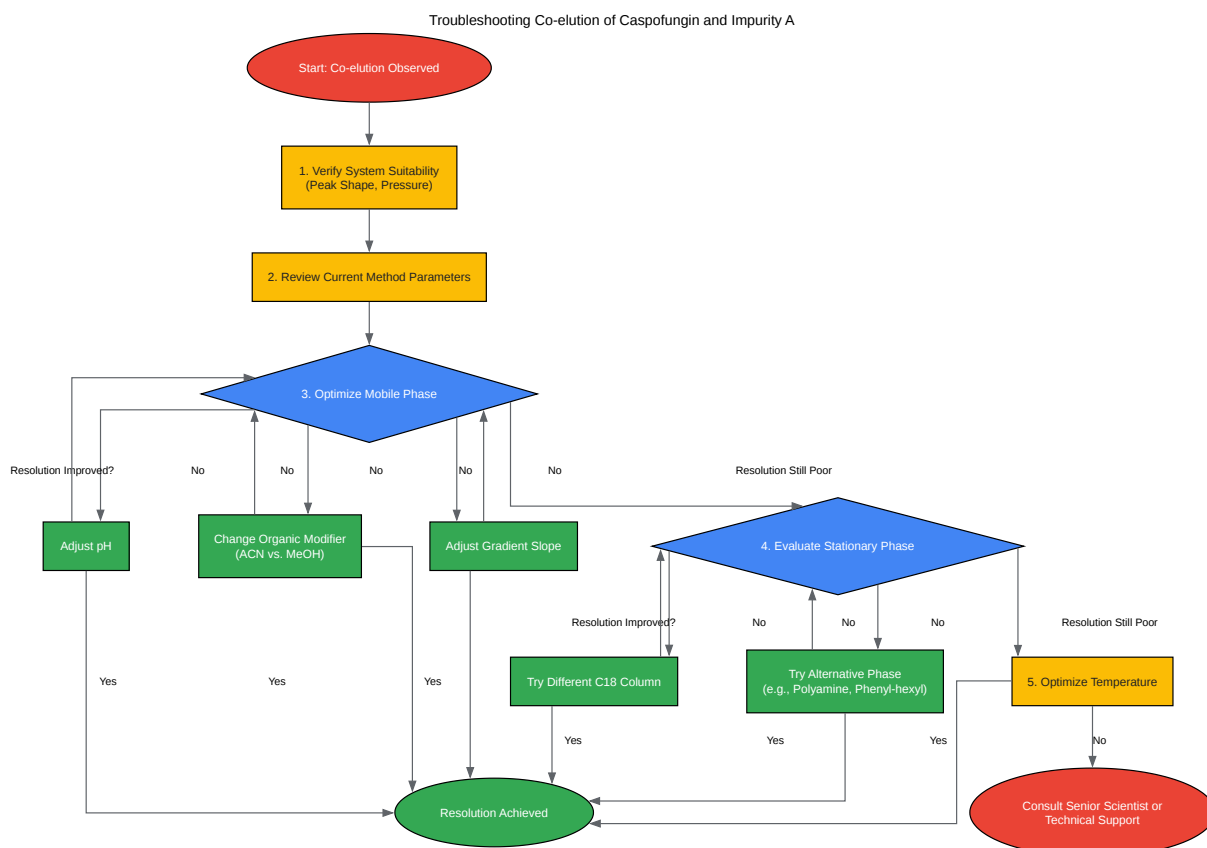 Troubleshooting Co-elution of Caspofungin and Impurity A
Start: Co-elution Observed
1. Verify System Suitability
(Peak Shape, Pressure)
2. Review Current Method Parameters
3. Optimize Mobile Phase
Resolution Improved?
No
No
No
No
No
Resolution Still Poor
Adjust pH
Change Organic Modifier
(ACN vs. MeOH)
Adjust Gradient Slope
4. Evaluate Stationary Phase
Resolution Improved?
No
No
No
Resolution Still Poor
Yes
Yes
Yes
Try Different C18 Column
Try Alternative Phase
(e.g., Polyamine, Phenyl-hexyl)
5. Optimize Temperature
Yes
Yes
Yes
No
Resolution Achieved
Consult Senior Scientist or
Technical Support